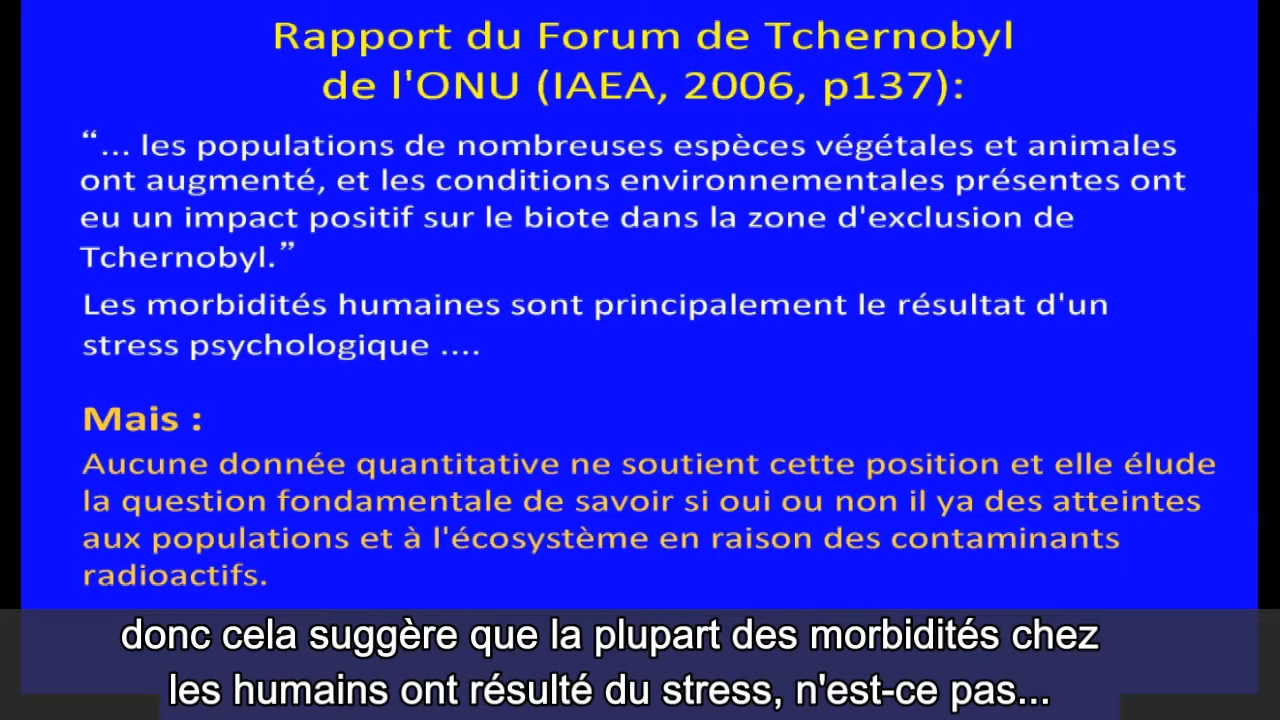 Rapport du Forum de Tchernobyl
de l'ONU (IAEA, 2006, p137):
“... les populations de nombreuses espèces végétales et animales
ont augmenté, et les conditions environnementales présentes ont
eu un impact positif sur le biote dans la zone d'exclusion de
Tchernobyl.”
Les morbidités humaines sont principalement le résultat d'un
stress psychologique ....
Mais :
Aucune donnée quantitative ne soutient cette position et elle élude
la question fondamentale de savoir si oui ou non il ya des atteintes
aux populations et à l'écosystème en raison des contaminants
radioactifs.
donc cela suggère que la plupart des morbidités chez
les humains ont résulté du stress, n'est-ce pas...